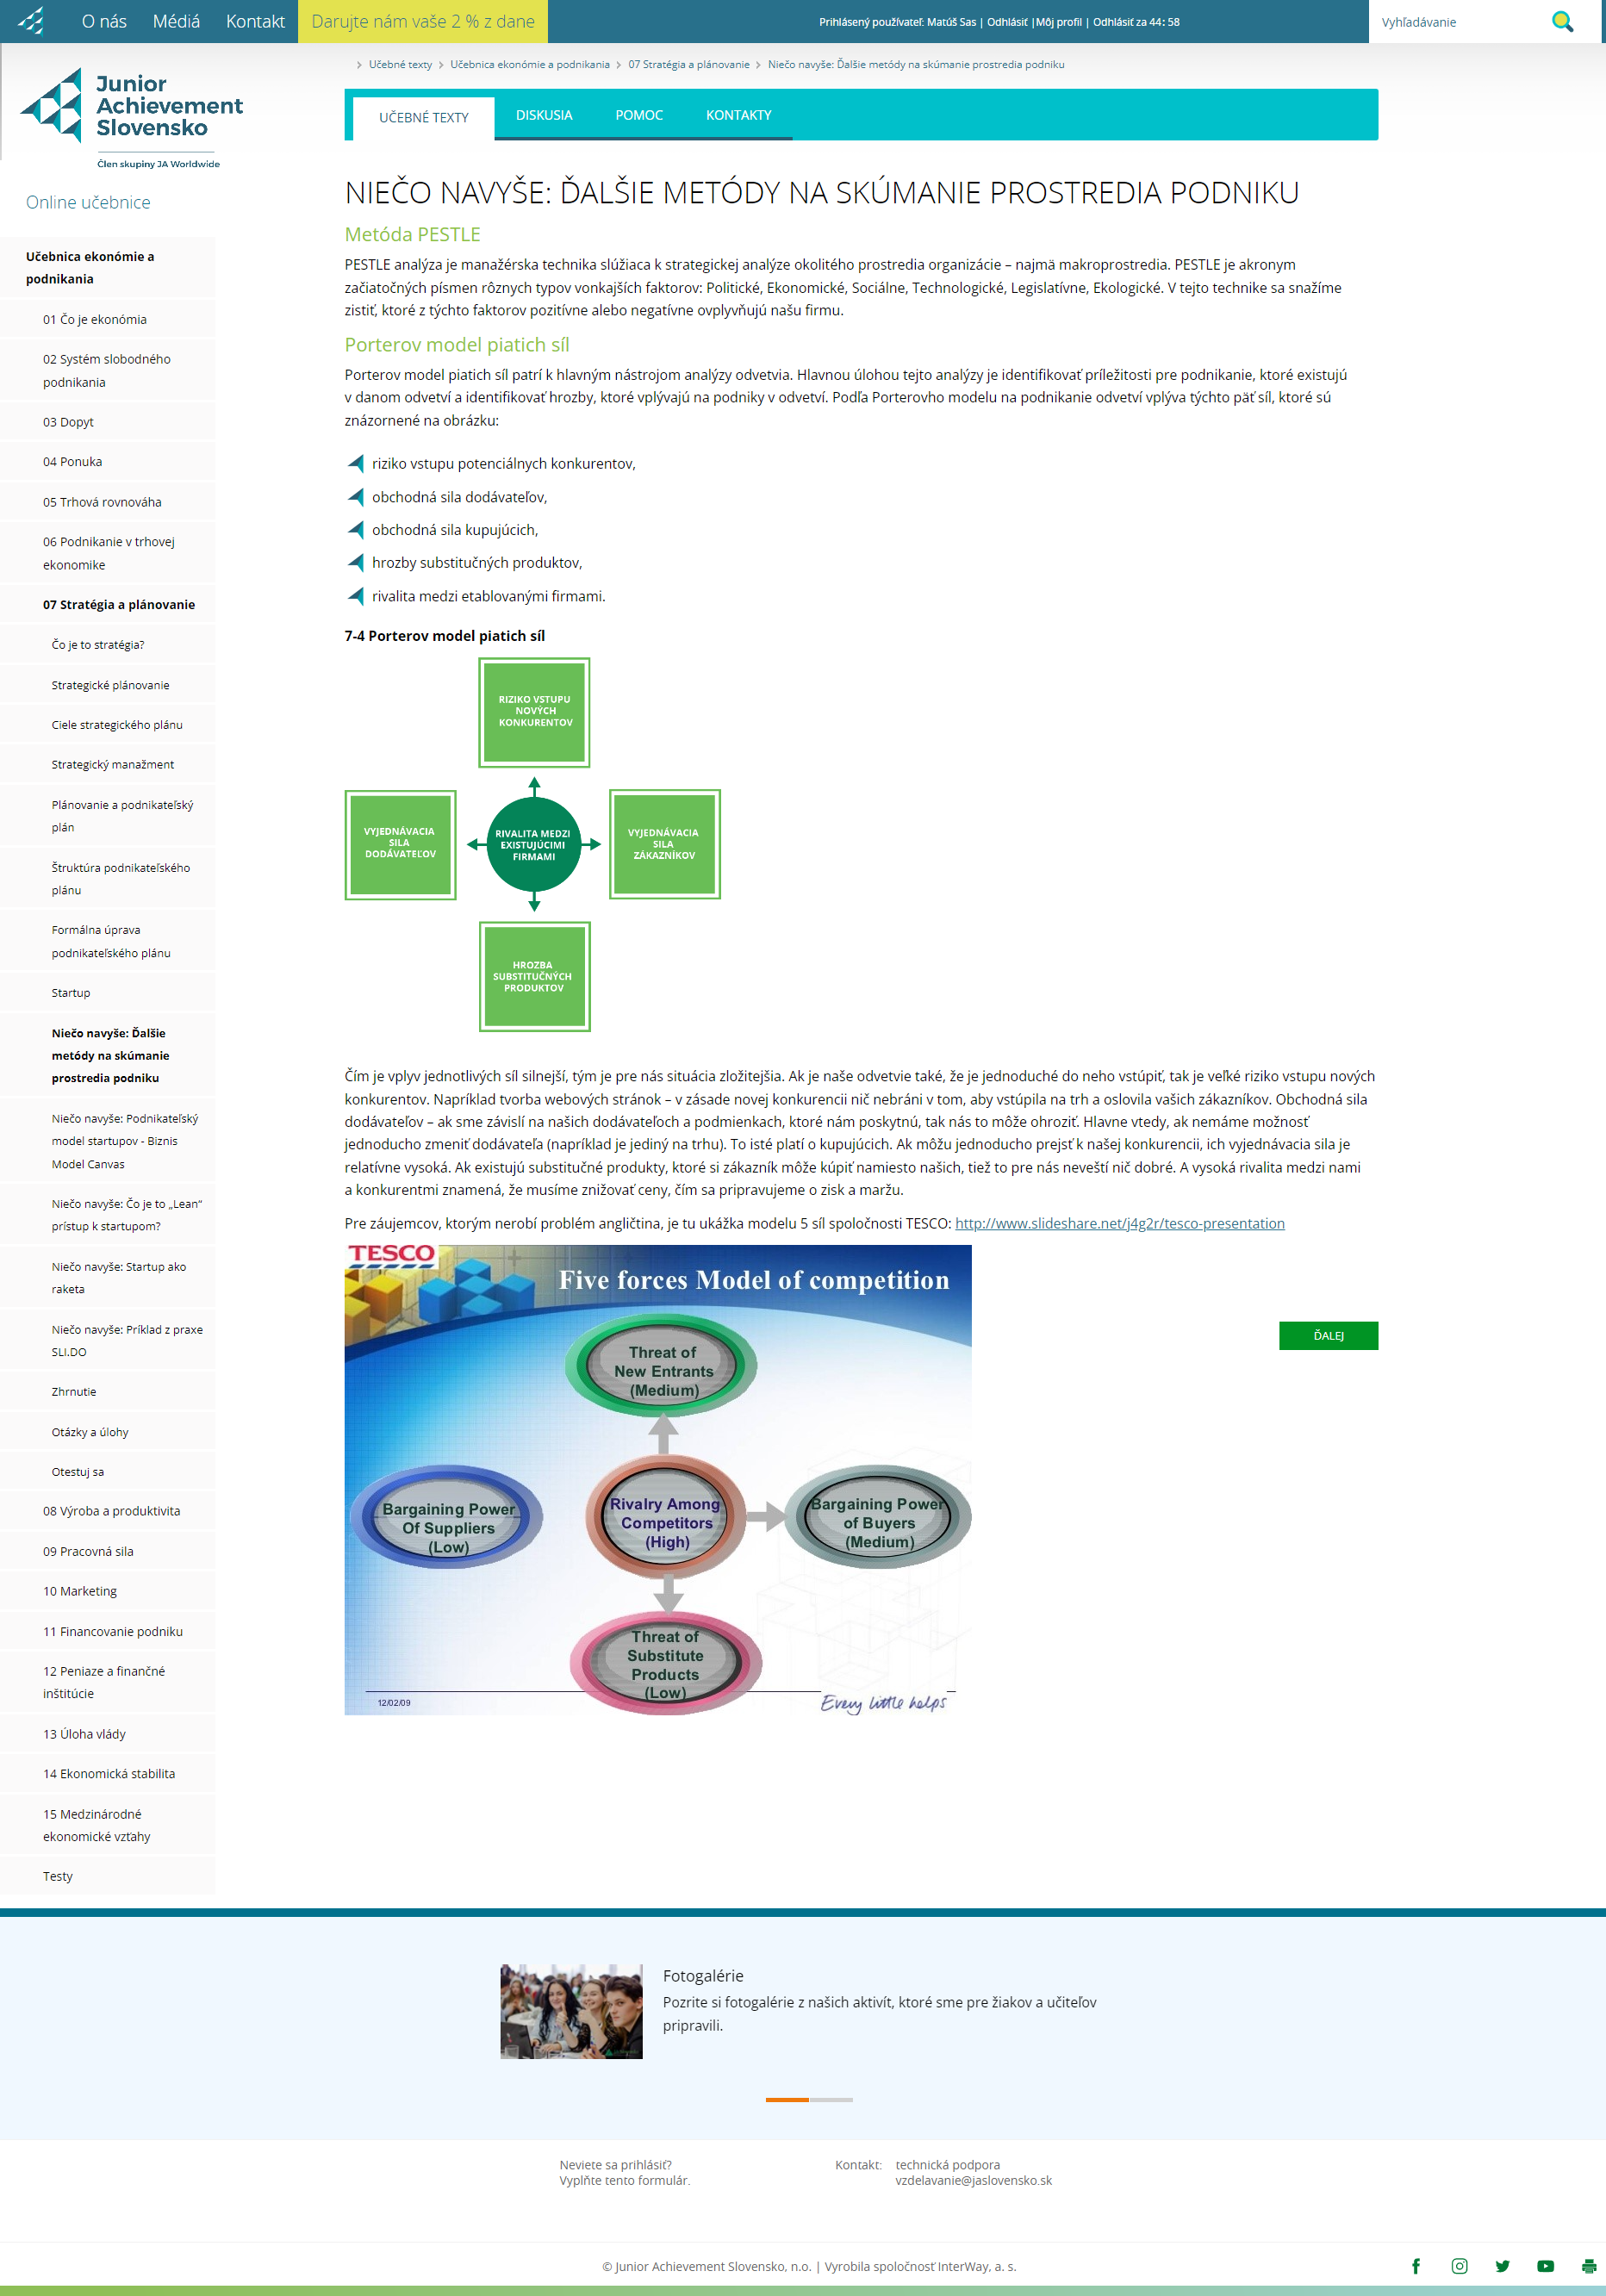 O nás Médiá Kontakt Darujte nám vaše 2 % z dane
Prihlásený používateľ: Matúš Sas | Odhlásiť |Môj profil | Odhlásiť za 44: 58
Vyhľadávanie
Junior
Achievement
Slovensko
Člen skupiny JA Worldwide
Učebné texty Učebnica ekonómie a podnikania 07 Stratégia a plánovanie Niečo navyše: Ďalšie metódy na skúmanie prostredia podniku
UČEBNÉ TEXTY DISKUSIA POMOC KONTAKTY
Online učebnice
Učebnica ekonómie a
podnikania
01 Čo je ekonómia
02 Systém slobodného
podnikania
03 Dopyt
04 Ponuka
05 Trhová rovnováha
06 Podnikanie v trhovej
ekonomike
07 Stratégia a plánovanie
Čo je to stratégia?
Strategické plánovanie
Ciele strategického plánu
Strategický manažment
Plánovanie a podnikateľský
plán
Štruktúra podnikateľského
plánu
Formálna úprava
podnikateľského plánu
Startup
Niečo navyše: Ďalšie
metódy na skúmanie
prostredia podniku
Niečo navyše: Podnikateľský
model startupov - Biznis
Model Canvas
Niečo navyše: Čo je to „Lean“
prístup k startupom?
Niečo navyše: Startup ako
raketa
Niečo navyše: Príklad z praxe
SLI.DO
Zhrnutie
Otázky a úlohy
Otestuj sa
08 Výroba a produktivita
09 Pracovná sila
10 Marketing
11 Financovanie podniku
12 Peniaze a finančné
inštitúcie
13 Úloha vlády
14 Ekonomická stabilita
15 Medzinárodné
ekonomické vzťahy
Testy
NIEČO NAVYŠE: ĎALŠIE METÓDY NA SKÚMANIE PROSTREDIA PODNIKU
Metóda PESTLE
PESTLE analýza je manažérska technika slúžiaca k strategickej analýze okolitého prostredia organizácie – najmä makroprostredia. PESTLE je akronym
začiatočných písmen rôznych typov vonkajších faktorov: Politické, Ekonomické, Sociálne, Technologické, Legislatívne, Ekologické. V tejto technike sa snažíme
zistiť, ktoré z týchto faktorov pozitívne alebo negatívne ovplyvňujú našu firmu.
Porterov model piatich síl
Porterov model piatich síl patrí k hlavným nástrojom analýzy odvetvia. Hlavnou úlohou tejto analýzy je identifikovať príležitosti pre podnikanie, ktoré existujú
v danom odvetví a identifikovať hrozby, ktoré vplývajú na podniky v odvetví. Podľa Porterovho modelu na podnikanie odvetví vplýva týchto päť síl, ktoré sú
znázornené na obrázku:
riziko vstupu potenciálnych konkurentov,
obchodná sila dodávateľov,
obchodná sila kupujúcich,
hrozby substitučných produktov,
rivalita medzi etablovanými firmami.
7-4 Porterov model piatich síl
RIZIKO VSTUPU
NOVÝCH
KONKURENTOV
VYJEDNÁVACIA
SILA
DODÁVATEĽOV
RIVALITA MEDZI
EXISTUJÚCIMI
FIRMAMI
VYJEDNÁVACIA
SILA
ZÁKAZNÍKOV
HROZBA
SUBSTITUČNÝCH
PRODUKTOV
Čím je vplyv jednotlivých síl silnejší, tým je pre nás situácia zložitejšia. Ak je naše odvetvie také, že je jednoduché do neho vstúpiť, tak je veľké riziko vstupu nových
konkurentov. Napríklad tvorba webových stránok – v zásade novej konkurencii nič nebráni v tom, aby vstúpila na trh a oslovila vašich zákazníkov. Obchodná sila
dodávateľov – ak sme závislí na našich dodávateľoch a podmienkach, ktoré nám poskytnú, tak nás to môže ohroziť. Hlavne vtedy, ak nemáme možnosť
jednoducho zmeniť dodávateľa (napríklad je jediný na trhu). To isté platí o kupujúcich. Ak môžu jednoducho prejsť k našej konkurencii, ich vyjednávacia sila je
relatívne vysoká. Ak existujú substitučné produkty, ktoré si zákazník môže kúpiť namiesto našich, tiež to pre nás neveští nič dobré. A vysoká rivalita medzi nami
a konkurentmi znamená, že musíme znižovať ceny, čím sa pripravujeme o zisk a maržu.
Pre záujemcov, ktorým nerobí problém angličtina, je tu ukážka modelu 5 síl spoločnosti TESCO: http://www.slideshare.net/j4g2r/tesco-presentation
TESCO
Five forces Model of competition
Threat of
New Entrants
(Medium)
Bargaining Power
Of Suppliers
(Low)
Rivalry Among
Competitors
(High)
Bargaining Power
of Buyers
(Medium)
Threat of
Substitute
Products
(Low)
12/02/09
Every little helps
ĎALEJ
Fotogalérie
Pozrite si fotogalérie z našich aktivít, ktoré sme pre žiakov a učiteľov
pripravili.
Neviete sa prihlásiť?
Vyplňte tento formulár.
Kontakt: technická podpora
vzdelavanie@jaslovensko.sk
© Junior Achievement Slovensko, n.o. | Vyrobila spoločnosť InterWay, a. s.